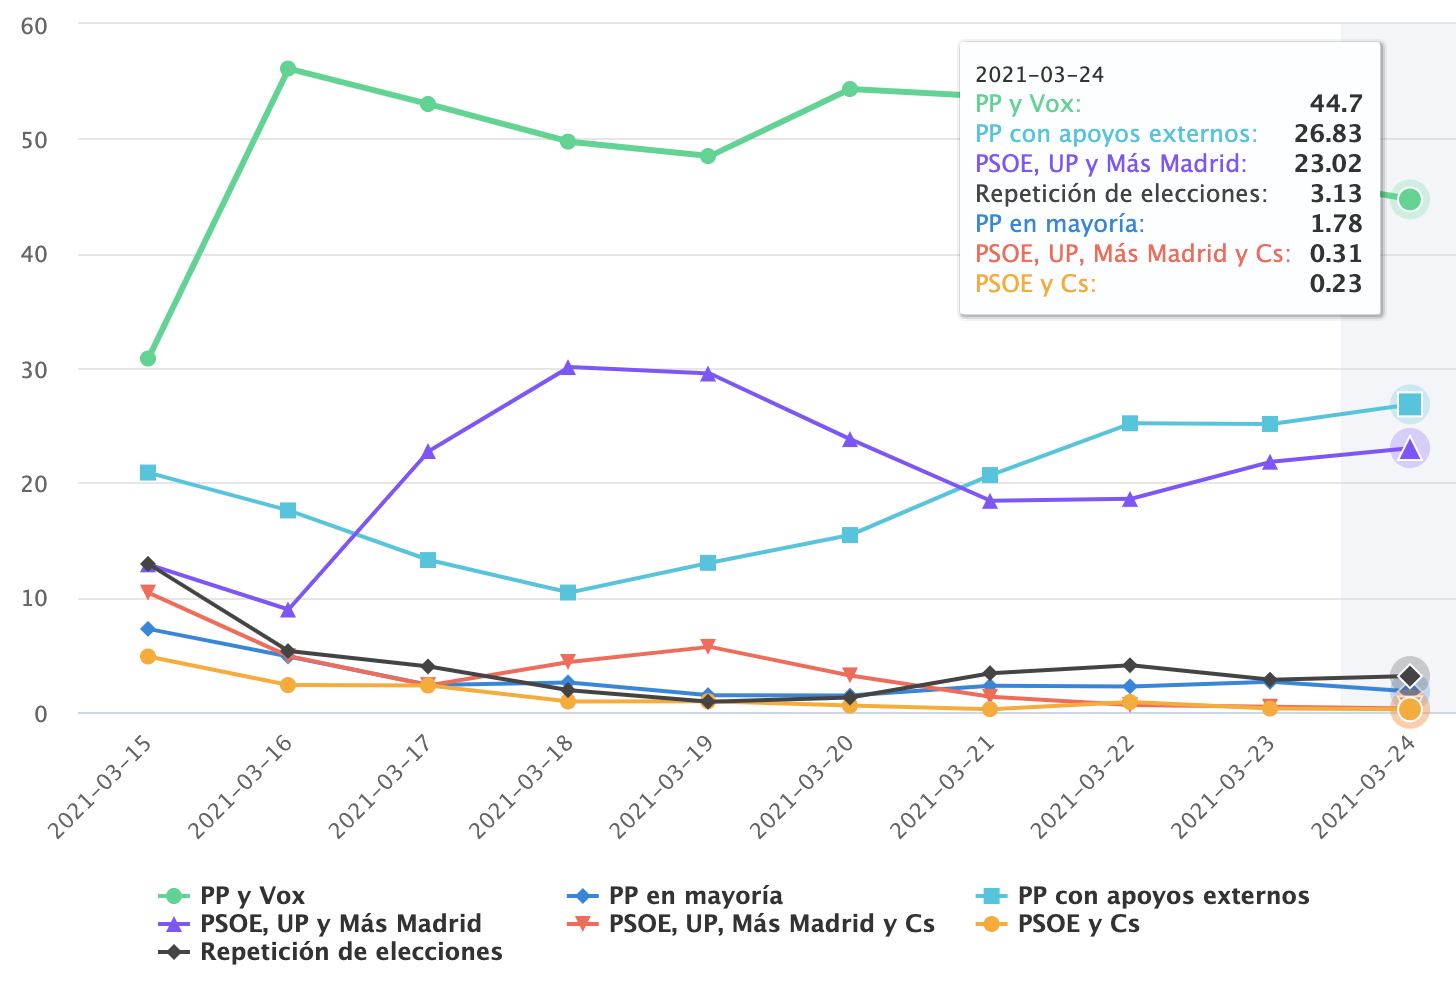 60
50
40
30
20
10
0
2021-03-24
PP y Vox: 44.7
PP con apoyos externos: 26.83
PSOE, UP y Más Madrid: 23.02
Repetición de elecciones: 3.13
PP en mayoría: 1.78
PSOE, UP, Más Madrid y Cs: 0.31
PSOE y Cs: 0.23
2021-03-15
2021-03-16
2021-03-17
2021-03-18
2021-03-19
2021-03-20
2021-03-21
2021-03-22
2021-03-23
2021-03-24
PP y Vox PP en mayoría PP con apoyos externos
PSOE, UP y Más Madrid PSOE, UP, Más Madrid y Cs PSOE y Cs
Repetición de elecciones